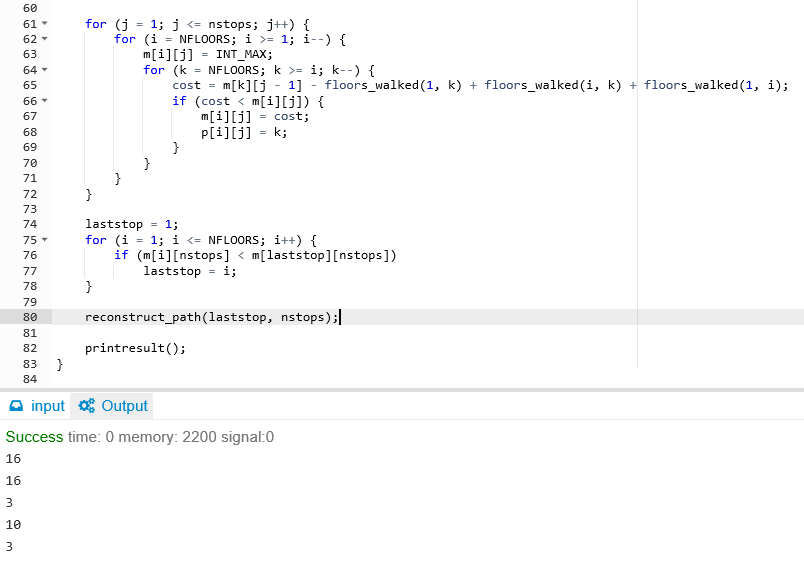 60
61 for (j = 1; j <= nstops; j++) {
62 for (i = NFLOORS; i >= 1; i--) {
63 m[i][j] = INT_MAX;
64 for (k = NFLOORS; k >= i; k--) {
65 cost = m[k][j - 1] - floors_walked(1, k) + floors_walked(i, k) + floors_walked(1, i);
66 if (cost < m[i][j]) {
67 m[i][j] = cost;
68 p[i][j] = k;
69 }
70 }
71 }
72 }
73
74 laststop = 1;
75 for (i = 1; i <= NFLOORS; i++) {
76 if (m[i][nstops] < m[laststop][nstops])
77 laststop = i;
78 }
79
80 reconstruct_path(laststop, nstops);
81
82 printresult();
83 }
84
input Output
Success time: 0 memory: 2200 signal:0
16
16
3
10
3